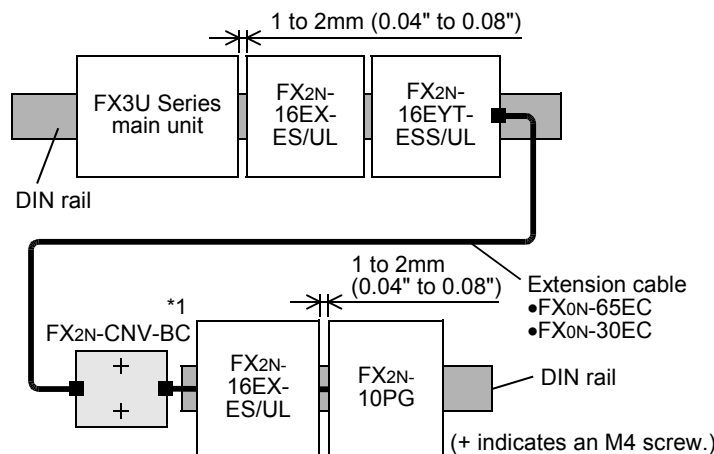 1 to 2mm (0.04" to 0.08")
FX3U Series
main unit
FX2N-
16EX-
ES/UL
FX2N-
16EYT-
ESS/UL
DIN rail
1 to 2mm
(0.04" to 0.08")
Extension cable
•FX0N-65EC
•FX0N-30EC
*1
FX2N-CNV-BC
FX2N-
16EX-
ES/UL
FX2N-
10PG
DIN rail
(+ indicates an M4 screw.)